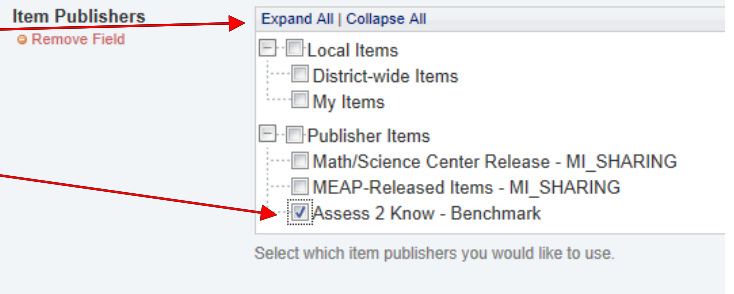 Item Publishers
Remove Field
Expand All | Collapse All
Local Items
District-wide Items
My Items
Publisher Items
Math/Science Center Release - MI_SHARING
MEAP-Released Items - MI_SHARING
Assess 2 Know - Benchmark
Select which item publishers you would like to use.